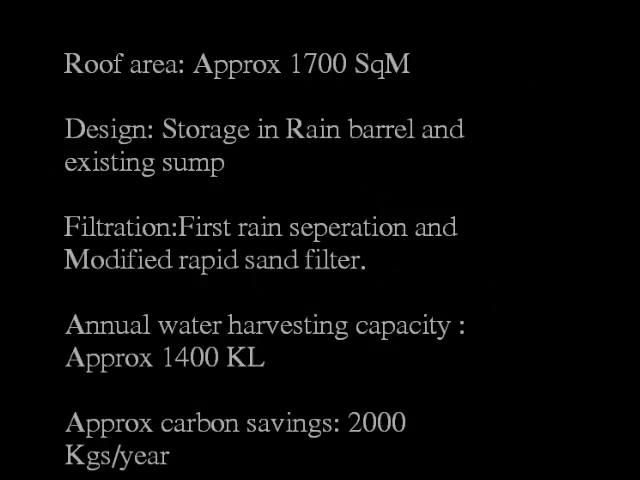 Roof area: Approx 1700 SqM
Design: Storage in Rain barrel and
existing sump
Filtration:First rain seperation and
Modified rapid sand filter.
Annual water harvesting capacity :
Approx 1400 KL
Approx carbon savings: 2000
Kgs/year